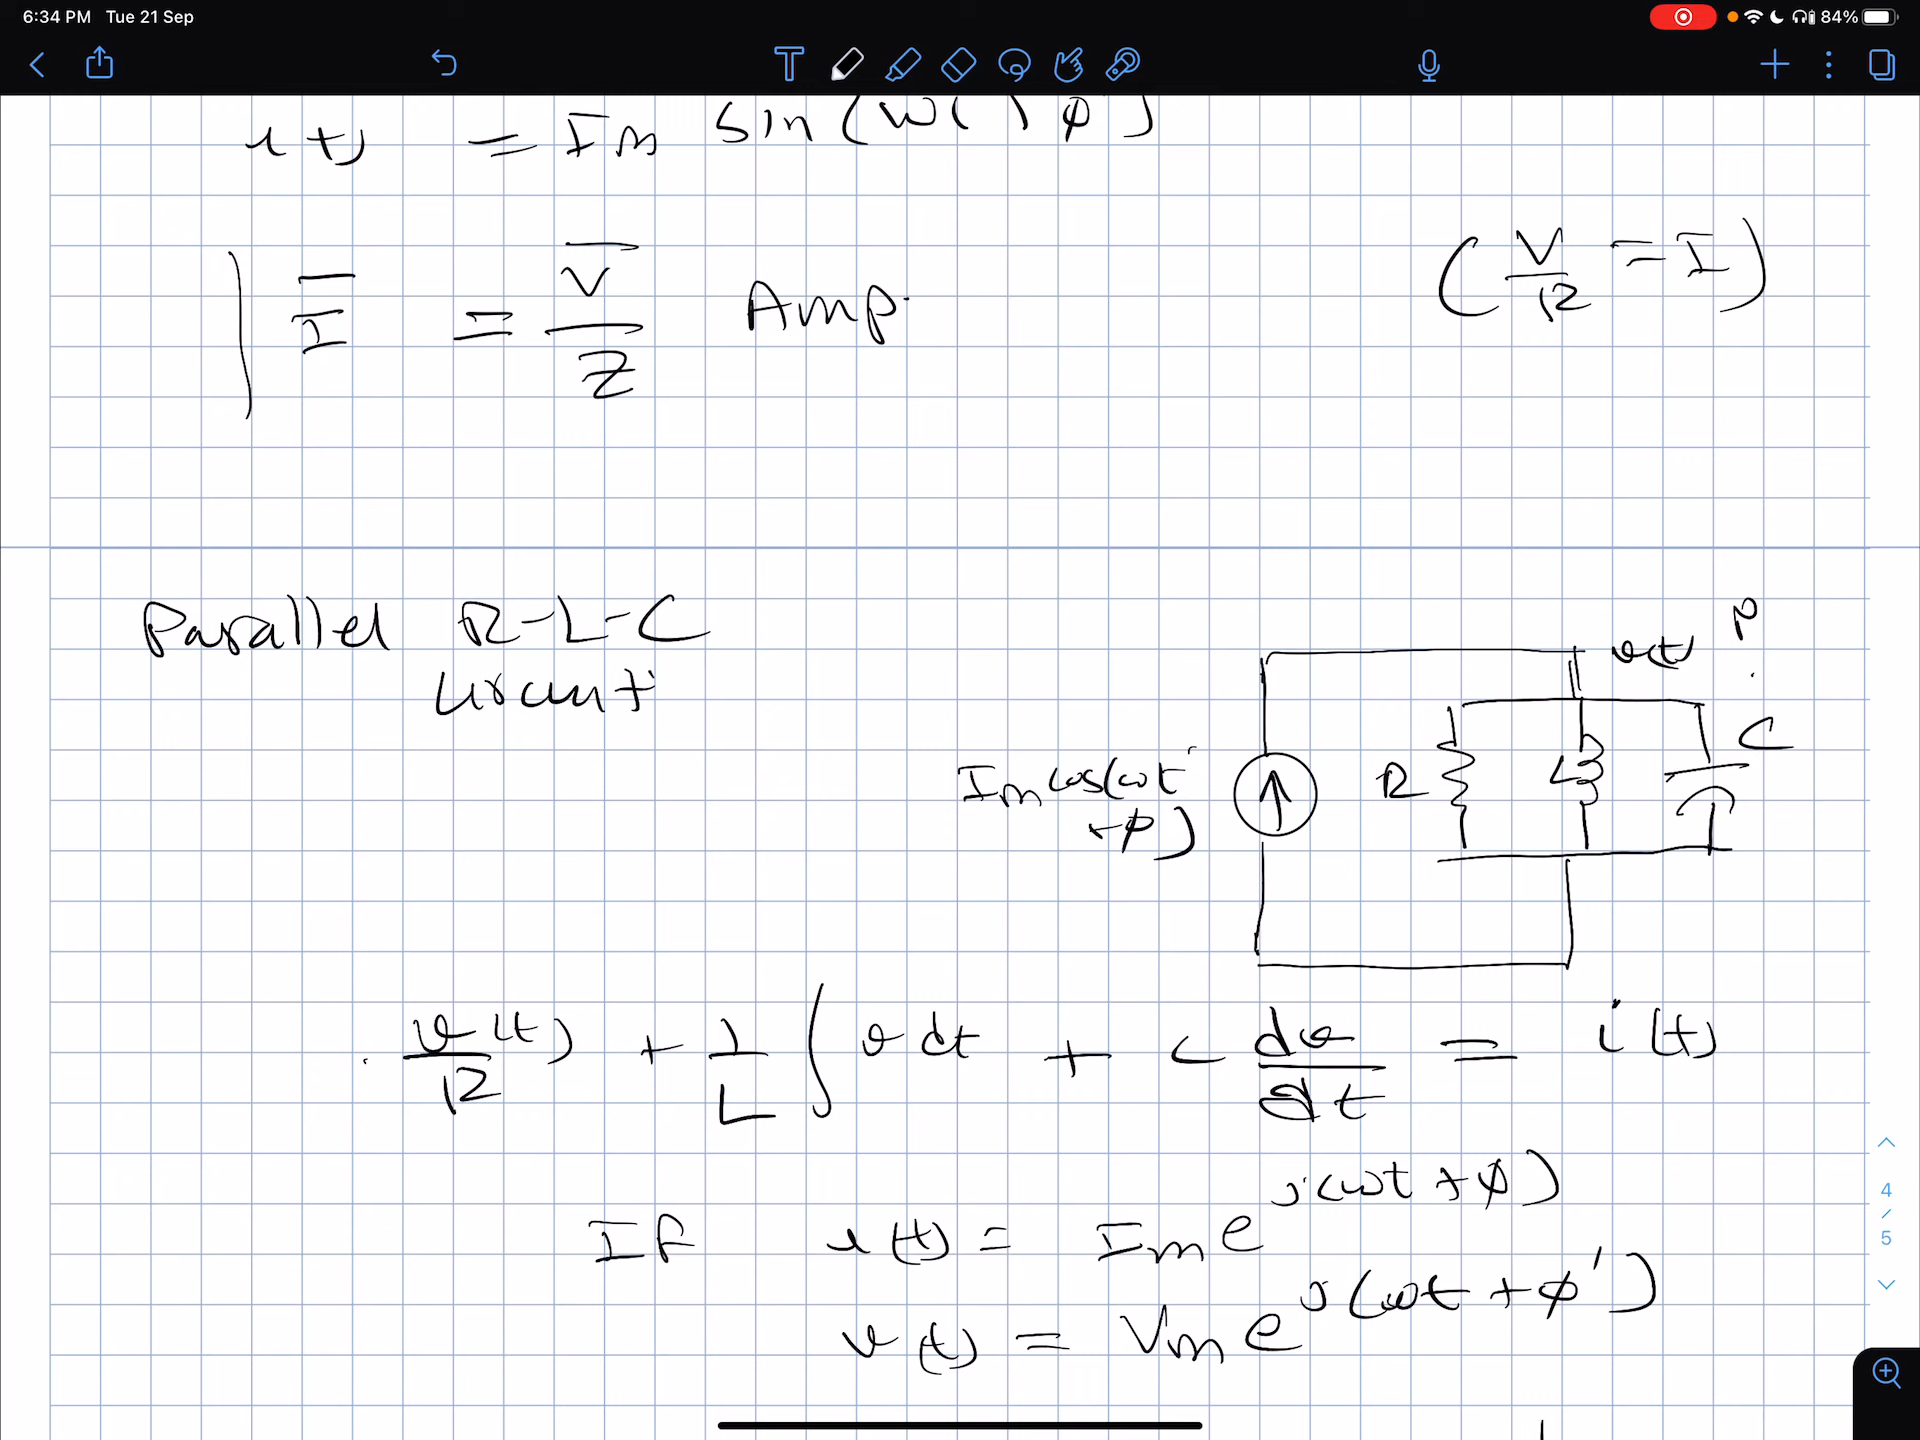 6:34 PM Tue 21 Sep
84%
i(t) = Im sin(ωt + φ')
I̅ = V̅/Z Amp.
(V/R = I)
Parallel R-L-C
circuit
v(t) ?
Im cos(ωt + φ)
R L C
v(t)/R + 1/L ∫ v dt + C dv/dt = i(t)
If i(t) = Im e^j(ωt + φ)
v(t) = Vm e^j(ωt + φ')
4/5